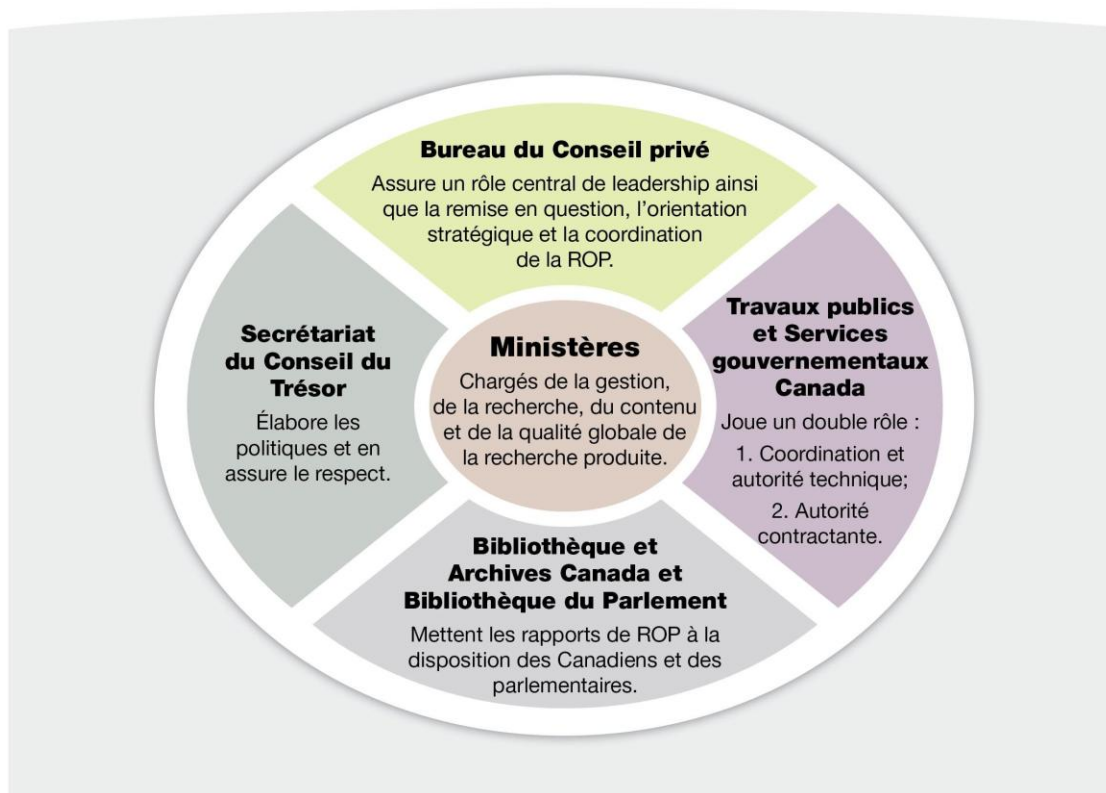 Bureau du Conseil privé
Assure un rôle central de leadership ainsi
que la remise en question, l’orientation
stratégique et la coordination
de la ROP.
Secrétariat
du Conseil du
Trésor
Élabore les
politiques et en
assure le respect.
Ministères
Chargés de la gestion,
de la recherche, du contenu
et de la qualité globale de
la recherche produite.
Travaux publics
et Services
gouvernementaux
Canada
Joue un double rôle :
1. Coordination et
autorité technique;
2. Autorité
contractante.
Bibliothèque et
Archives Canada et
Bibliothèque du Parlement
Mettent les rapports de ROP à la
disposition des Canadiens et des
parlementaires.